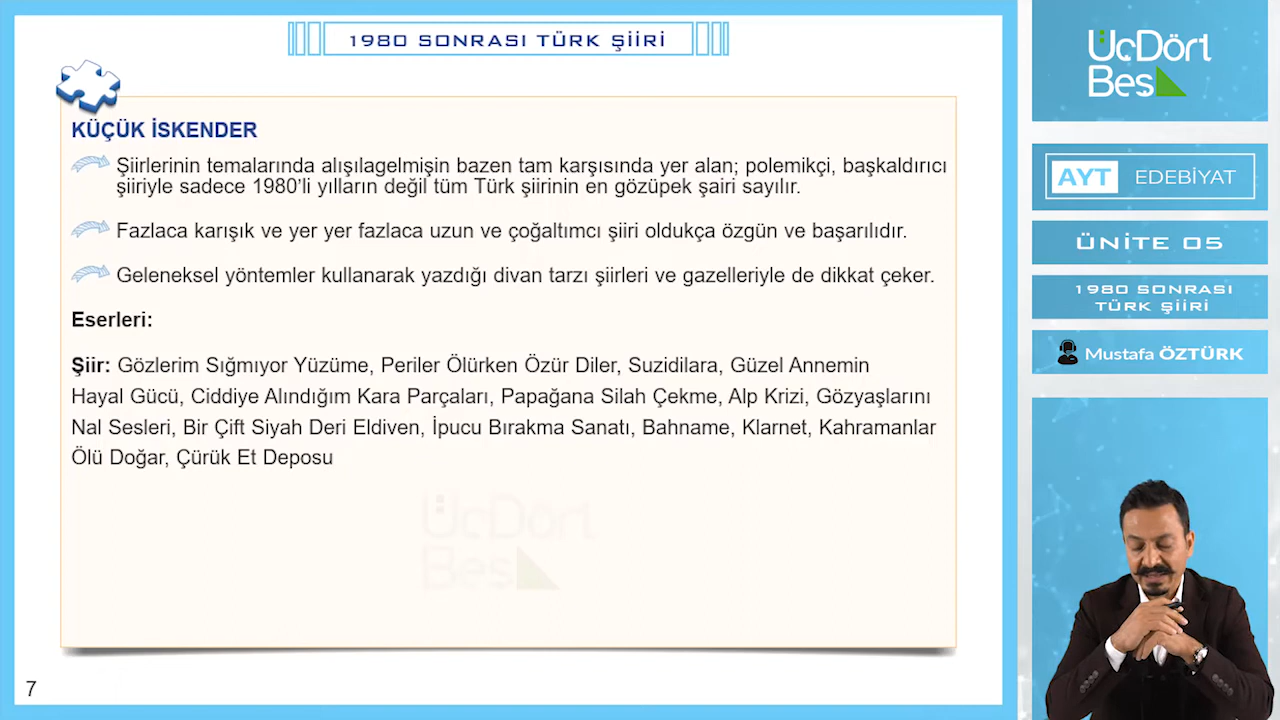 1980 SONRASI TÜRK ŞİİRİ
KÜÇÜK İSKENDER
Şiirlerinin temalarında alışılagelmişin bazen tam karşısında yer alan; polemikçi, başkaldırıcı
şiiriyle sadece 1980’li yılların değil tüm Türk şiirinin en gözüpek şairi sayılır.
Fazlaca karışık ve yer yer fazlaca uzun ve çoğaltımcı şiiri oldukça özgün ve başarılıdır.
Geleneksel yöntemler kullanarak yazdığı divan tarzı şiirleri ve gazelleriyle de dikkat çeker.
Eserleri:
Şiir: Gözlerim Sığmıyor Yüzüme, Periler Ölürken Özür Diler, Suzidilara, Güzel Annemin
Hayal Gücü, Ciddiye Alındığım Kara Parçaları, Papağana Silah Çekme, Alp Krizi, Gözyaşlarını
Nal Sesleri, Bir Çift Siyah Deri Eldiven, İpucu Bırakma Sanatı, Bahname, Klarnet, Kahramanlar
Ölü Doğar, Çürük Et Deposu
ÜçDört
Beş
7
ÜçDört
Beş
AYT EDEBİYAT
ÜNİTE 05
1980 SONRASI
TÜRK ŞİİRİ
Mustafa ÖZTÜRK